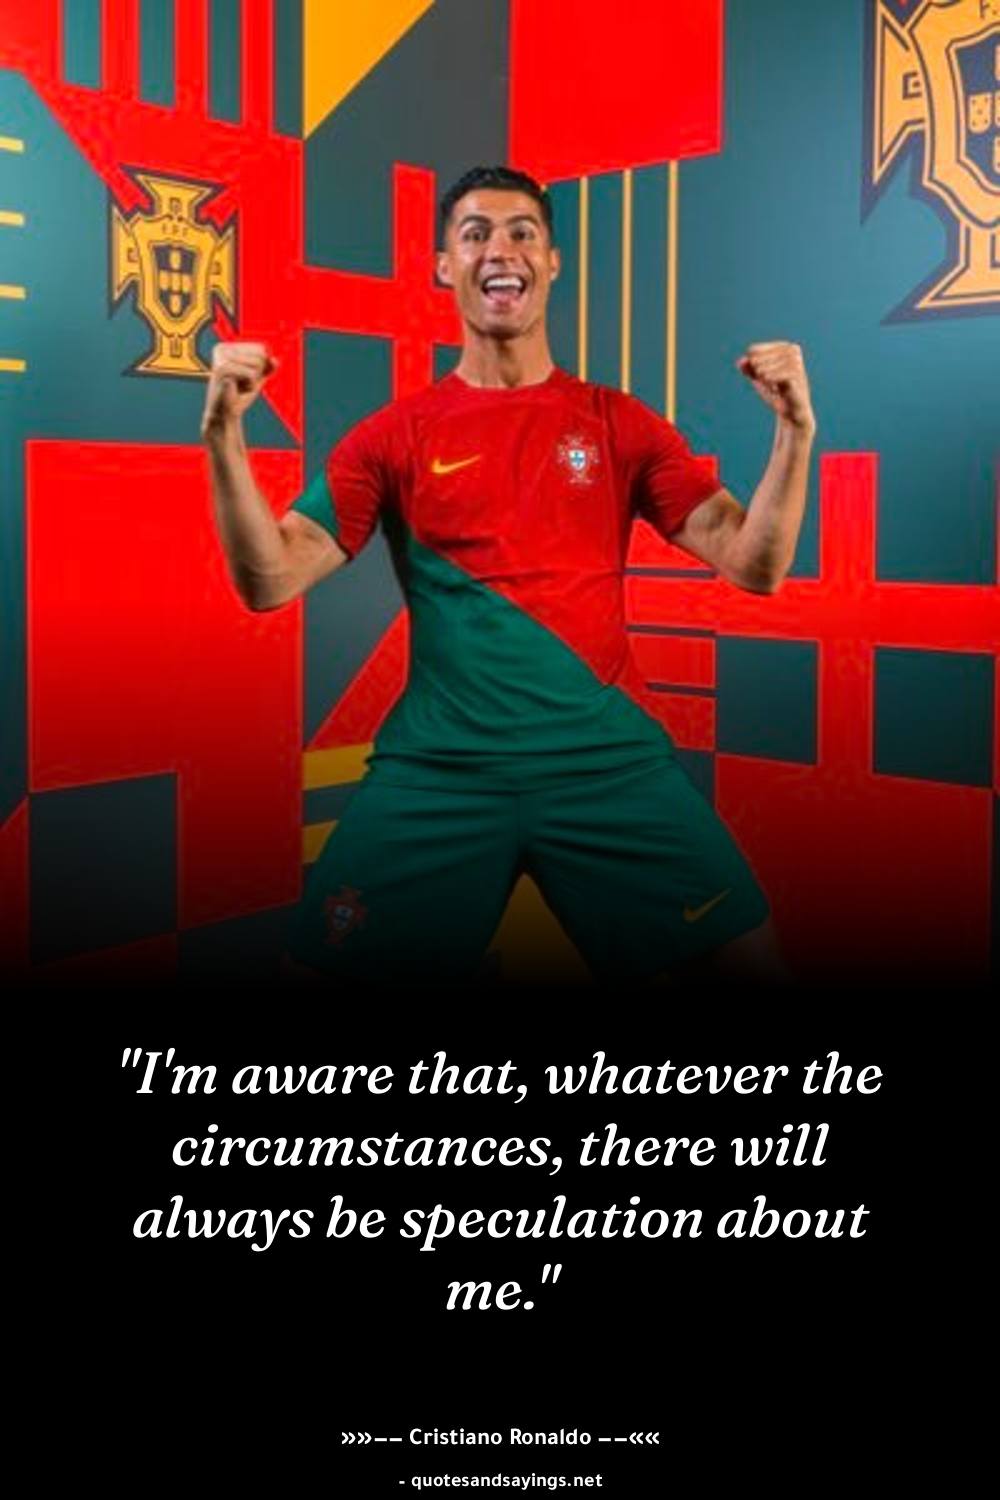 "I'm aware that, whatever the
circumstances, there will
always be speculation about
me."
»»–– Cristiano Ronaldo ––««
- quotesandsayings.net